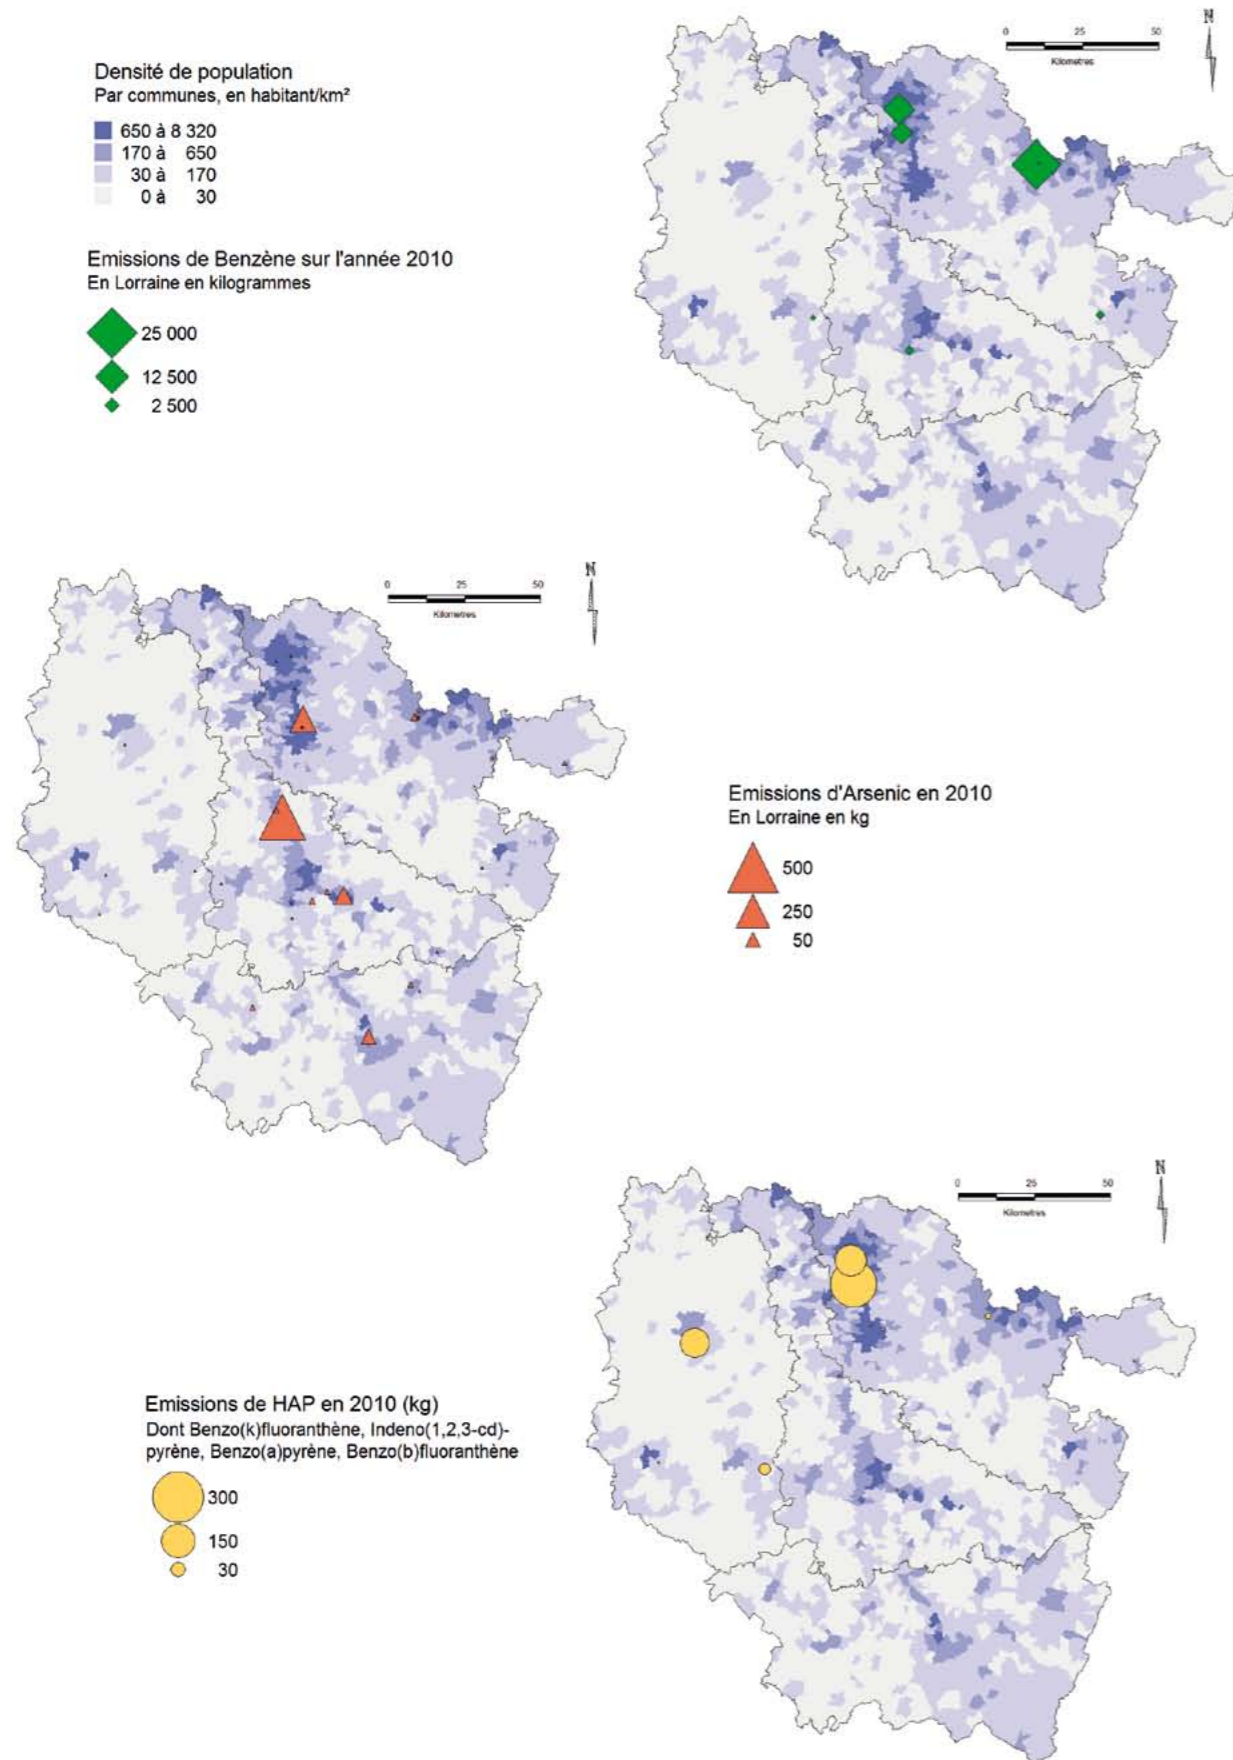 Densité de population
Par communes, en habitant/km²
650 à 8 320
170 à 650
30 à 170
0 à 30
Emissions de Benzène sur l'année 2010
En Lorraine en kilogrammes
25 000
12 500
2 500
0 25 50
Kilometres
N
0 25 50
Kilometres
N
Emissions d'Arsenic en 2010
En Lorraine en kg
500
250
50
0 25 50
Kilometres
N
Emissions de HAP en 2010 (kg)
Dont Benzo(k)fluoranthène, Indeno(1,2,3-cd)-
pyrène, Benzo(a)pyrène, Benzo(b)fluoranthène
300
150
30